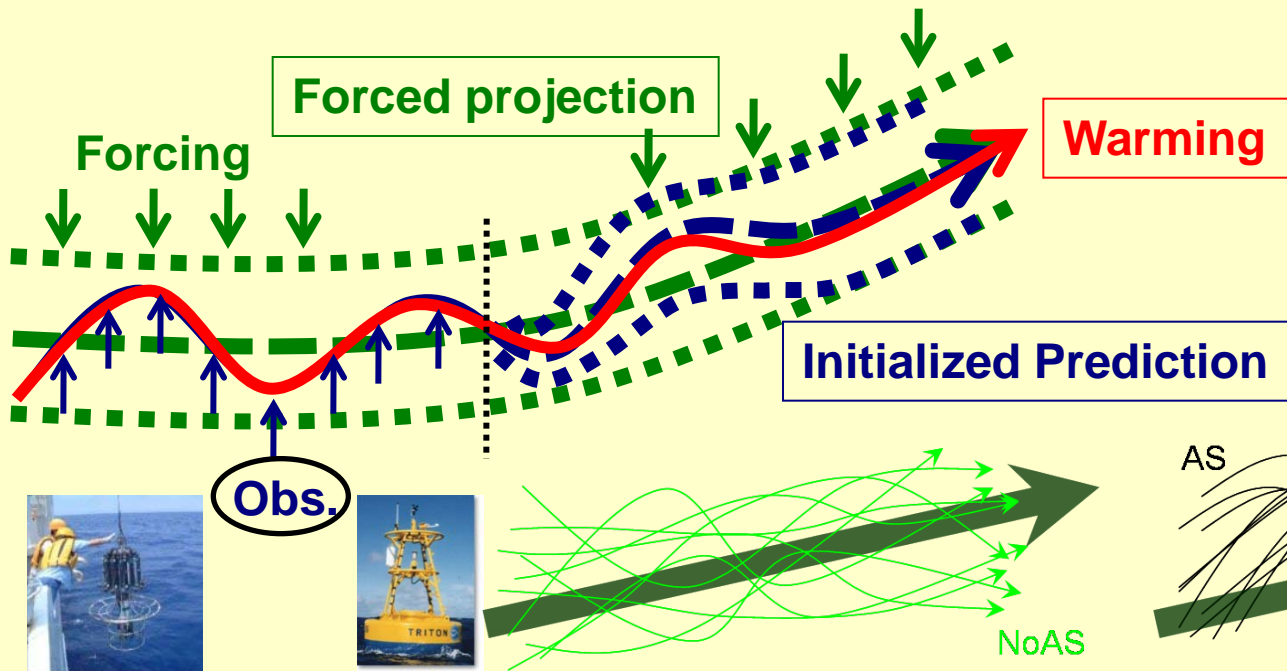 Forced projection
Forcing
Warming
Initialized Prediction
Obs.
AS
TRITON
NoAS